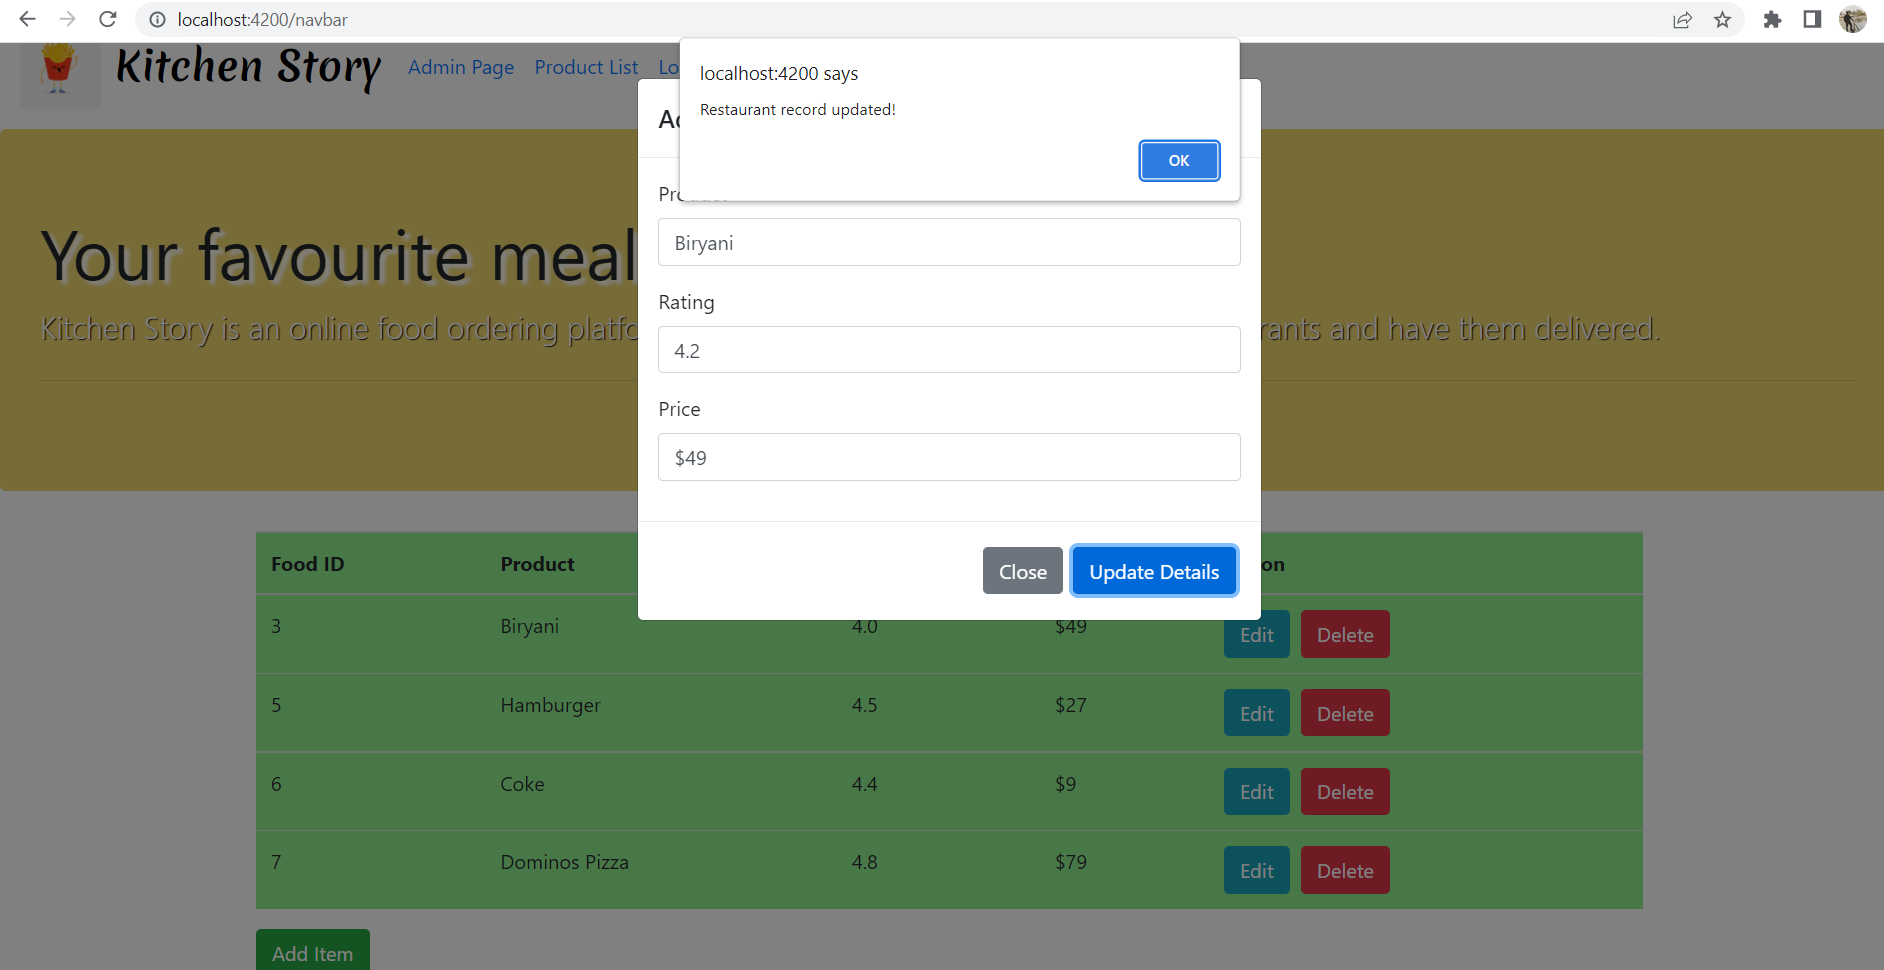 localhost:4200/navbar
Kitchen Story Admin Page Product List Lo
localhost:4200 says
Restaurant record updated!
OK
Your favourite meal
Kitchen Story is an online food ordering platfo
rants and have them delivered.
Biryani
Rating
4.2
Price
$49
Close Update Details
Food ID Product on
3 Biryani 4.0 $49 Edit Delete
5 Hamburger 4.5 $27 Edit Delete
6 Coke 4.4 $9 Edit Delete
7 Dominos Pizza 4.8 $79 Edit Delete
Add Item